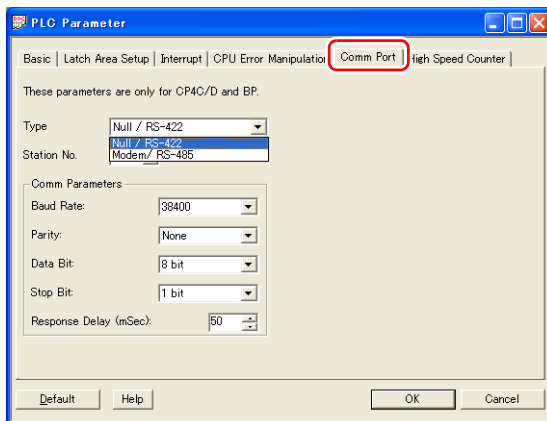 PLC Parameter
Basic Latch Area Setup Interrupt CPU Error Manipulation Comm Port High Speed Counter
These parameters are only for CP4C/D and BP.
Type Null / RS-422
Null / RS-422
Station No. Modem/ RS-485
Comm Parameters
Baud Rate: 38400
Parity: None
Data Bit: 8 bit
Stop Bit: 1 bit
Response Delay (mSec): 50
Default Help OK Cancel